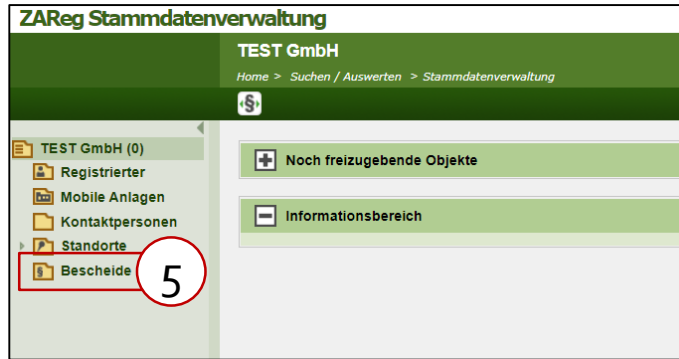 ZAReg Stammdatenverwaltung
TEST GmbH
Home > Suchen / Auswerten > Stammdatenverwaltung
§
TEST GmbH (0)
Registrierter
Mobile Anlagen
Kontaktpersonen
Standorte
Bescheide
5
Noch freizugebende Objekte
Informationsbereich